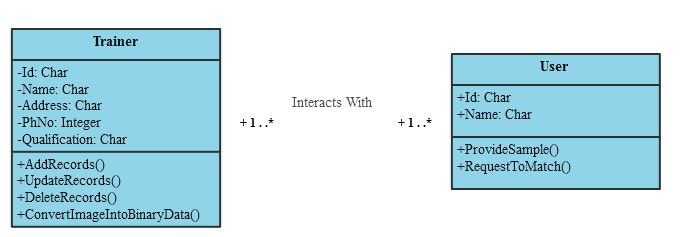 Trainer
-Id: Char
-Name: Char
-Address: Char
-PhNo: Integer
-Qualification: Char
+AddRecords()
+UpdateRecords()
+DeleteRecords()
+ConvertImageIntoBinaryData()
Interacts With
+1..*
+1..*
User
+Id: Char
+Name: Char
+ProvideSample()
+RequestToMatch()